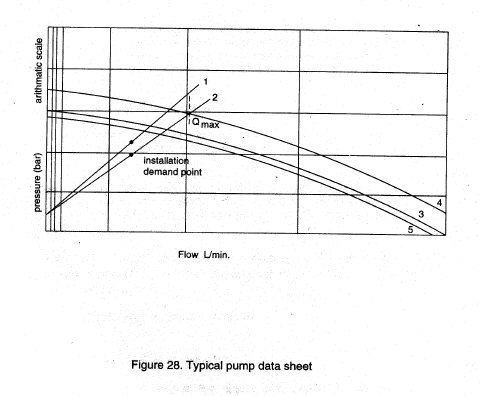 arithmatic scale
pressure (bar)
1
2
Qmax
installation
demand point
4
3
5
Flow L/min.
Figure 28. Typical pump data sheet